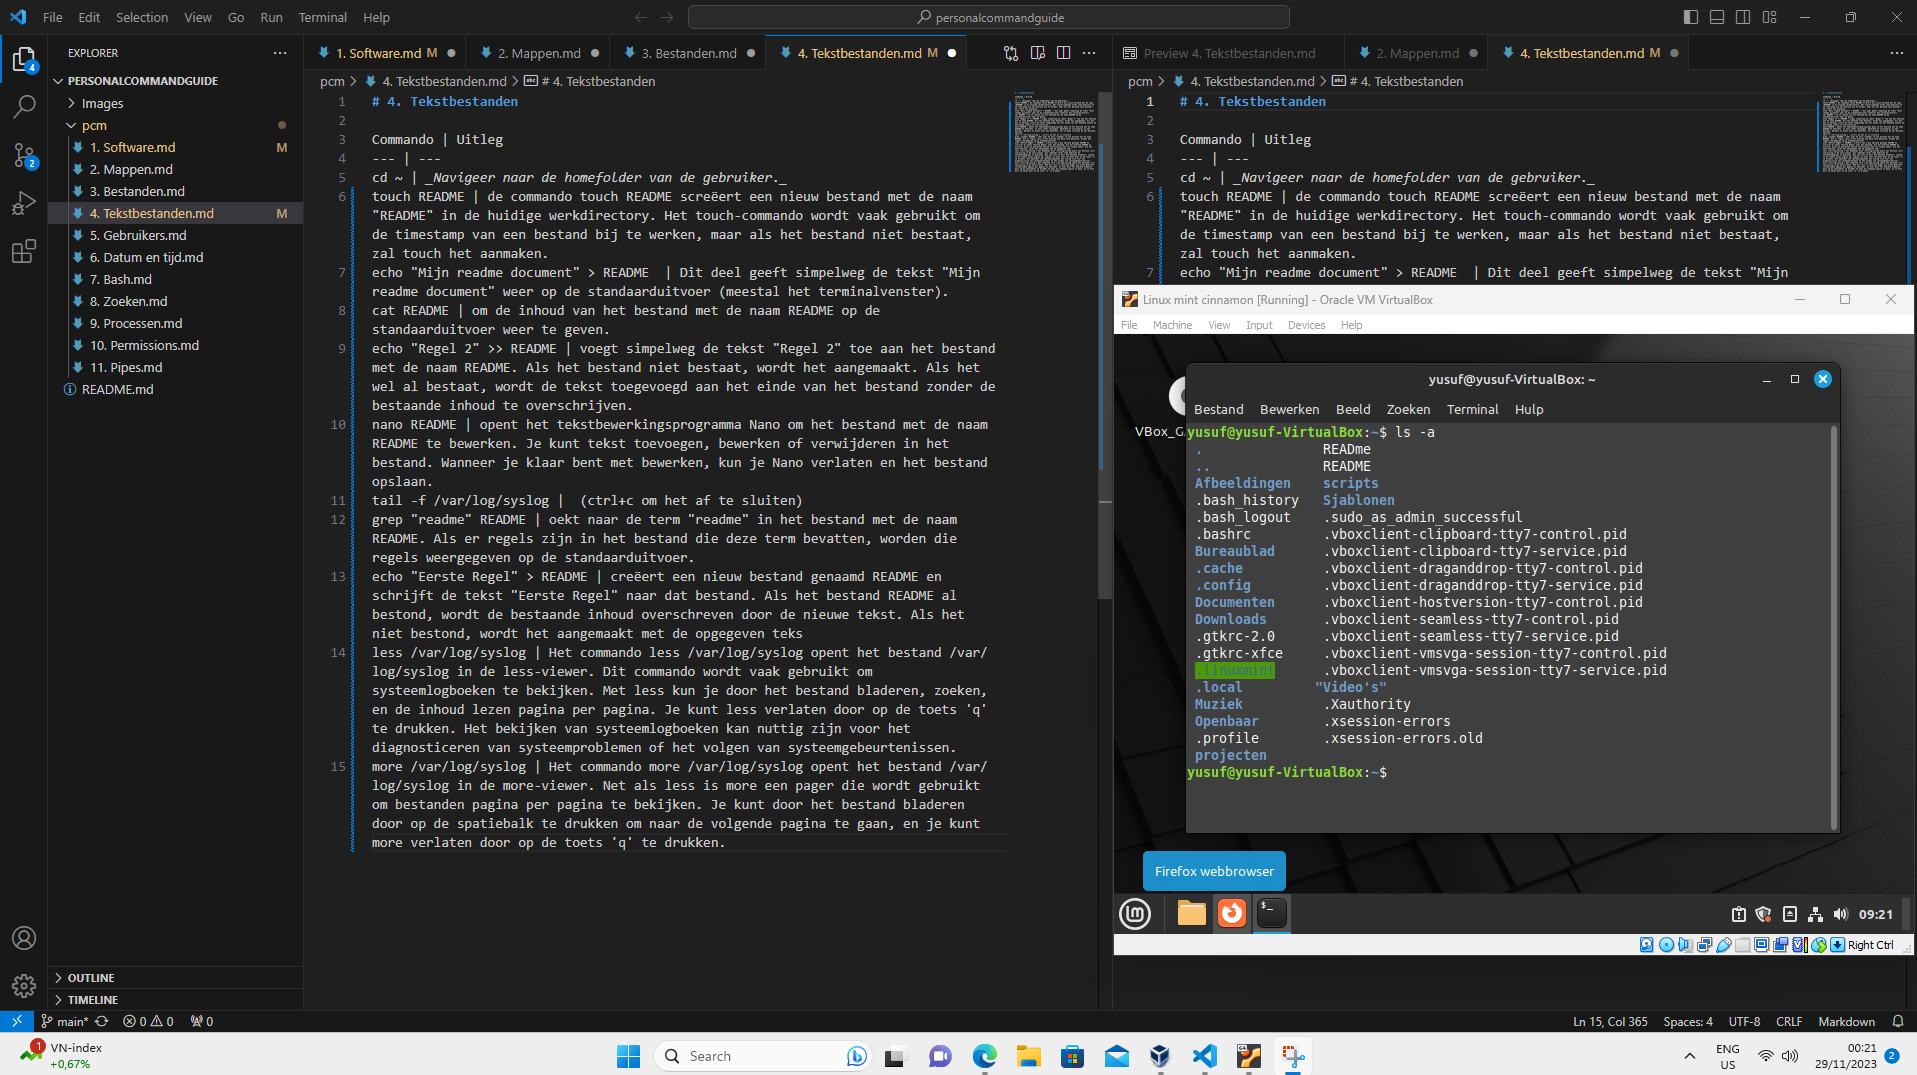 File Edit Selection View Go Run Terminal Help
personalcommandguide
EXPLORER
PERSONALCOMMANDGUIDE
Images
pcm
1. Software.md M
2. Mappen.md
3. Bestanden.md
4. Tekstbestanden.md M
5. Gebruikers.md
6. Datum en tijd.md
7. Bash.md
8. Zoeken.md
9. Processen.md
10. Permissions.md
11. Pipes.md
README.md
OUTLINE
TIMELINE
1. Software.md M
2. Mappen.md
3. Bestanden.md
4. Tekstbestanden.md M
pcm > 4. Tekstbestanden.md > # 4. Tekstbestanden
1 # 4. Tekstbestanden
2
3 Commando | Uitleg
4 --- | ---
5 cd ~ | _Navigeer naar de homefolder van de gebruiker._
6 touch README | de commando touch README screëert een nieuw bestand met de naam
"README" in de huidige werkdirectory. Het touch-commando wordt vaak gebruikt om
de timestamp van een bestand bij te werken, maar als het bestand niet bestaat,
zal touch het aanmaken.
7 echo "Mijn readme document" > README | Dit deel geeft simpelweg de tekst "Mijn
readme document" weer op de standaarduitvoer (meestal het terminalvenster).
8 cat README | om de inhoud van het bestand met de naam README op de
standaarduitvoer weer te geven.
9 echo "Regel 2" >> README | voegt simpelweg de tekst "Regel 2" toe aan het bestand
met de naam README. Als het bestand niet bestaat, wordt het aangemaakt. Als het
wel al bestaat, wordt de tekst toegevoegd aan het einde van het bestand zonder de
bestaande inhoud te overschrijven.
10 nano README | opent het tekstbewerkingsprogramma Nano om het bestand met de naam
README te bewerken. Je kunt tekst toevoegen, bewerken of verwijderen in het
bestand. Wanneer je klaar bent met bewerken, kun je Nano verlaten en het bestand
opslaan.
11 tail -f /var/log/syslog | (ctrl+c om het af te sluiten)
12 grep "readme" README | oekt naar de term "readme" in het bestand met de naam
README. Als er regels zijn in het bestand die deze term bevatten, worden die
regels weergegeven op de standaarduitvoer.
13 echo "Eerste Regel" > README | creëert een nieuw bestand genaamd README en
schrijft de tekst "Eerste Regel" naar dat bestand. Als het bestand README al
bestond, wordt de bestaande inhoud overschreven door de nieuwe tekst. Als het
niet bestond, wordt het aangemaakt met de opgegeven teks
14 less /var/log/syslog | Het commando less /var/log/syslog opent het bestand /var/
log/syslog in de less-viewer. Dit commando wordt vaak gebruikt om
systeemlogboeken te bekijken. Met less kun je door het bestand bladeren, zoeken,
en de inhoud lezen pagina per pagina. Je kunt less verlaten door op de toets 'q'
te drukken. Het bekijken van systeemlogboeken kan nuttig zijn voor het
diagnosticeren van systeemproblemen of het volgen van systeemgebeurtenissen.
15 more /var/log/syslog | Het commando more /var/log/syslog opent het bestand /var/
log/syslog in de more-viewer. Net als less is more een pager die wordt gebruikt
om bestanden pagina per pagina te bekijken. Je kunt door het bestand bladeren
door op de spatiebalk te drukken om naar de volgende pagina te gaan, en je kunt
more verlaten door op de toets 'q' te drukken.
Preview 4. Tekstbestanden.md
2. Mappen.md
4. Tekstbestanden.md M
pcm > 4. Tekstbestanden.md > # 4. Tekstbestanden
1 # 4. Tekstbestanden
2
3 Commando | Uitleg
4 --- | ---
5 cd ~ | _Navigeer naar de homefolder van de gebruiker._
6 touch README | de commando touch README screëert een nieuw bestand met de naam
"README" in de huidige werkdirectory. Het touch-commando wordt vaak gebruikt om
de timestamp van een bestand bij te werken, maar als het bestand niet bestaat,
zal touch het aanmaken.
7 echo "Mijn readme document" > README | Dit deel geeft simpelweg de tekst "Mijn
Linux mint cinnamon [Running] - Oracle VM VirtualBox
File Machine View Input Devices Help
VBox_G
yusuf@yusuf-VirtualBox: ~
Bestand Bewerken Beeld Zoeken Terminal Hulp
yusuf@yusuf-VirtualBox:~$ ls -a
. READme
.. README
Afbeeldingen scripts
.bash_history Sjablonen
.bash_logout .sudo_as_admin_successful
.bashrc .vboxclient-clipboard-tty7-control.pid
Bureaublad .vboxclient-clipboard-tty7-service.pid
.cache .vboxclient-draganddrop-tty7-control.pid
.config .vboxclient-draganddrop-tty7-service.pid
Documenten .vboxclient-hostversion-tty7-control.pid
Downloads .vboxclient-seamless-tty7-control.pid
.gtkrc-2.0 .vboxclient-seamless-tty7-service.pid
.gtkrc-xfce .vboxclient-vmsvga-session-tty7-control.pid
.linuxmint .vboxclient-vmsvga-session-tty7-service.pid
.local "Video's"
Muziek .Xauthority
Openbaar .xsession-errors
.profile .xsession-errors.old
projecten
yusuf@yusuf-VirtualBox:~$
Firefox webbrowser
09:21
Right Ctrl
main* 0 0 0
Ln 15, Col 365 Spaces: 4 UTF-8 CRLF Markdown
1 VN-index
+0,67%
Search
ENG
US
00:21
29/11/2023 2
4
2